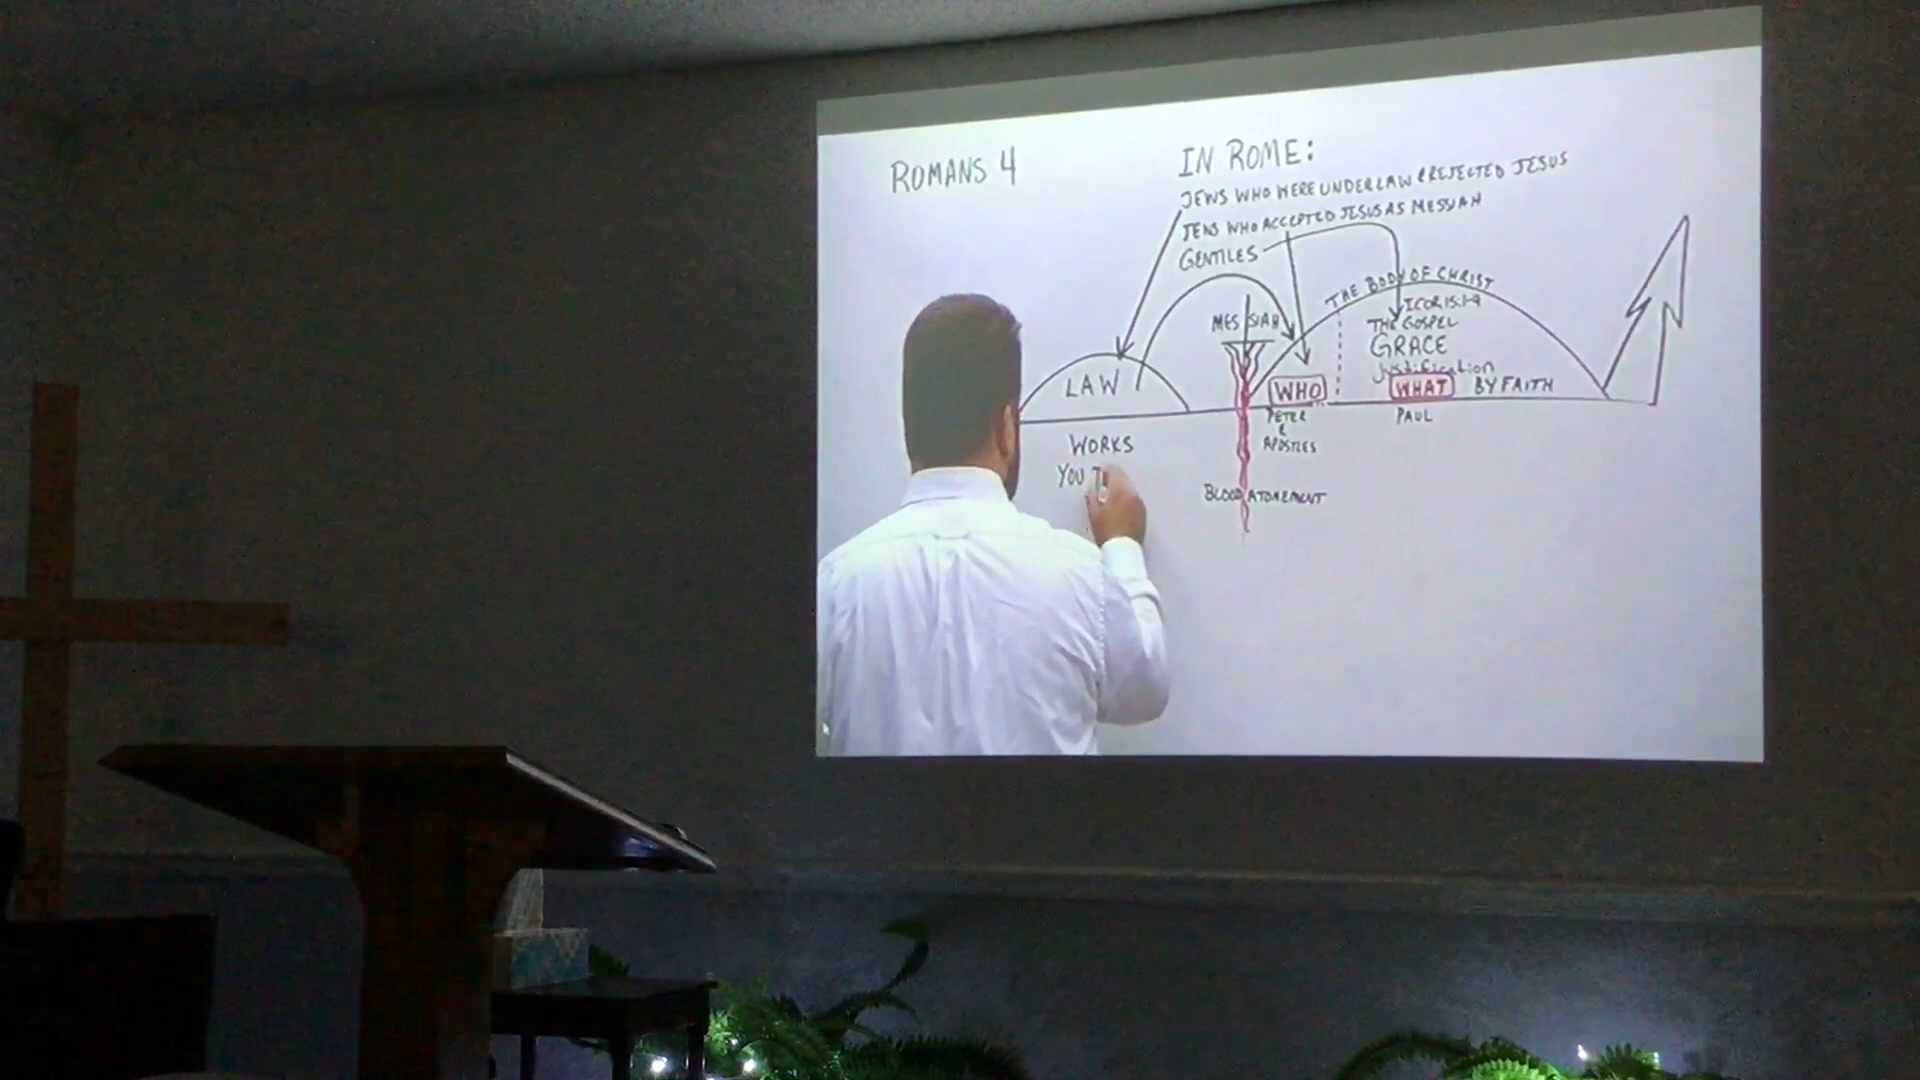 ROMANS 4
IN ROME:
JEWS WHO WERE UNDER LAW & REJECTED JESUS
JEWS WHO ACCEPTED JESUS AS MESSIAH
GENTILES
THE BODY OF CHRIST
I COR 15:1-4
MESSIAH
THE GOSPEL
GRACE
Justification
LAW
WHO
WHAT BY FAITH
PETER
&
APOSTLES
PAUL
WORKS
YOU T
BLOOD ATONEMENT